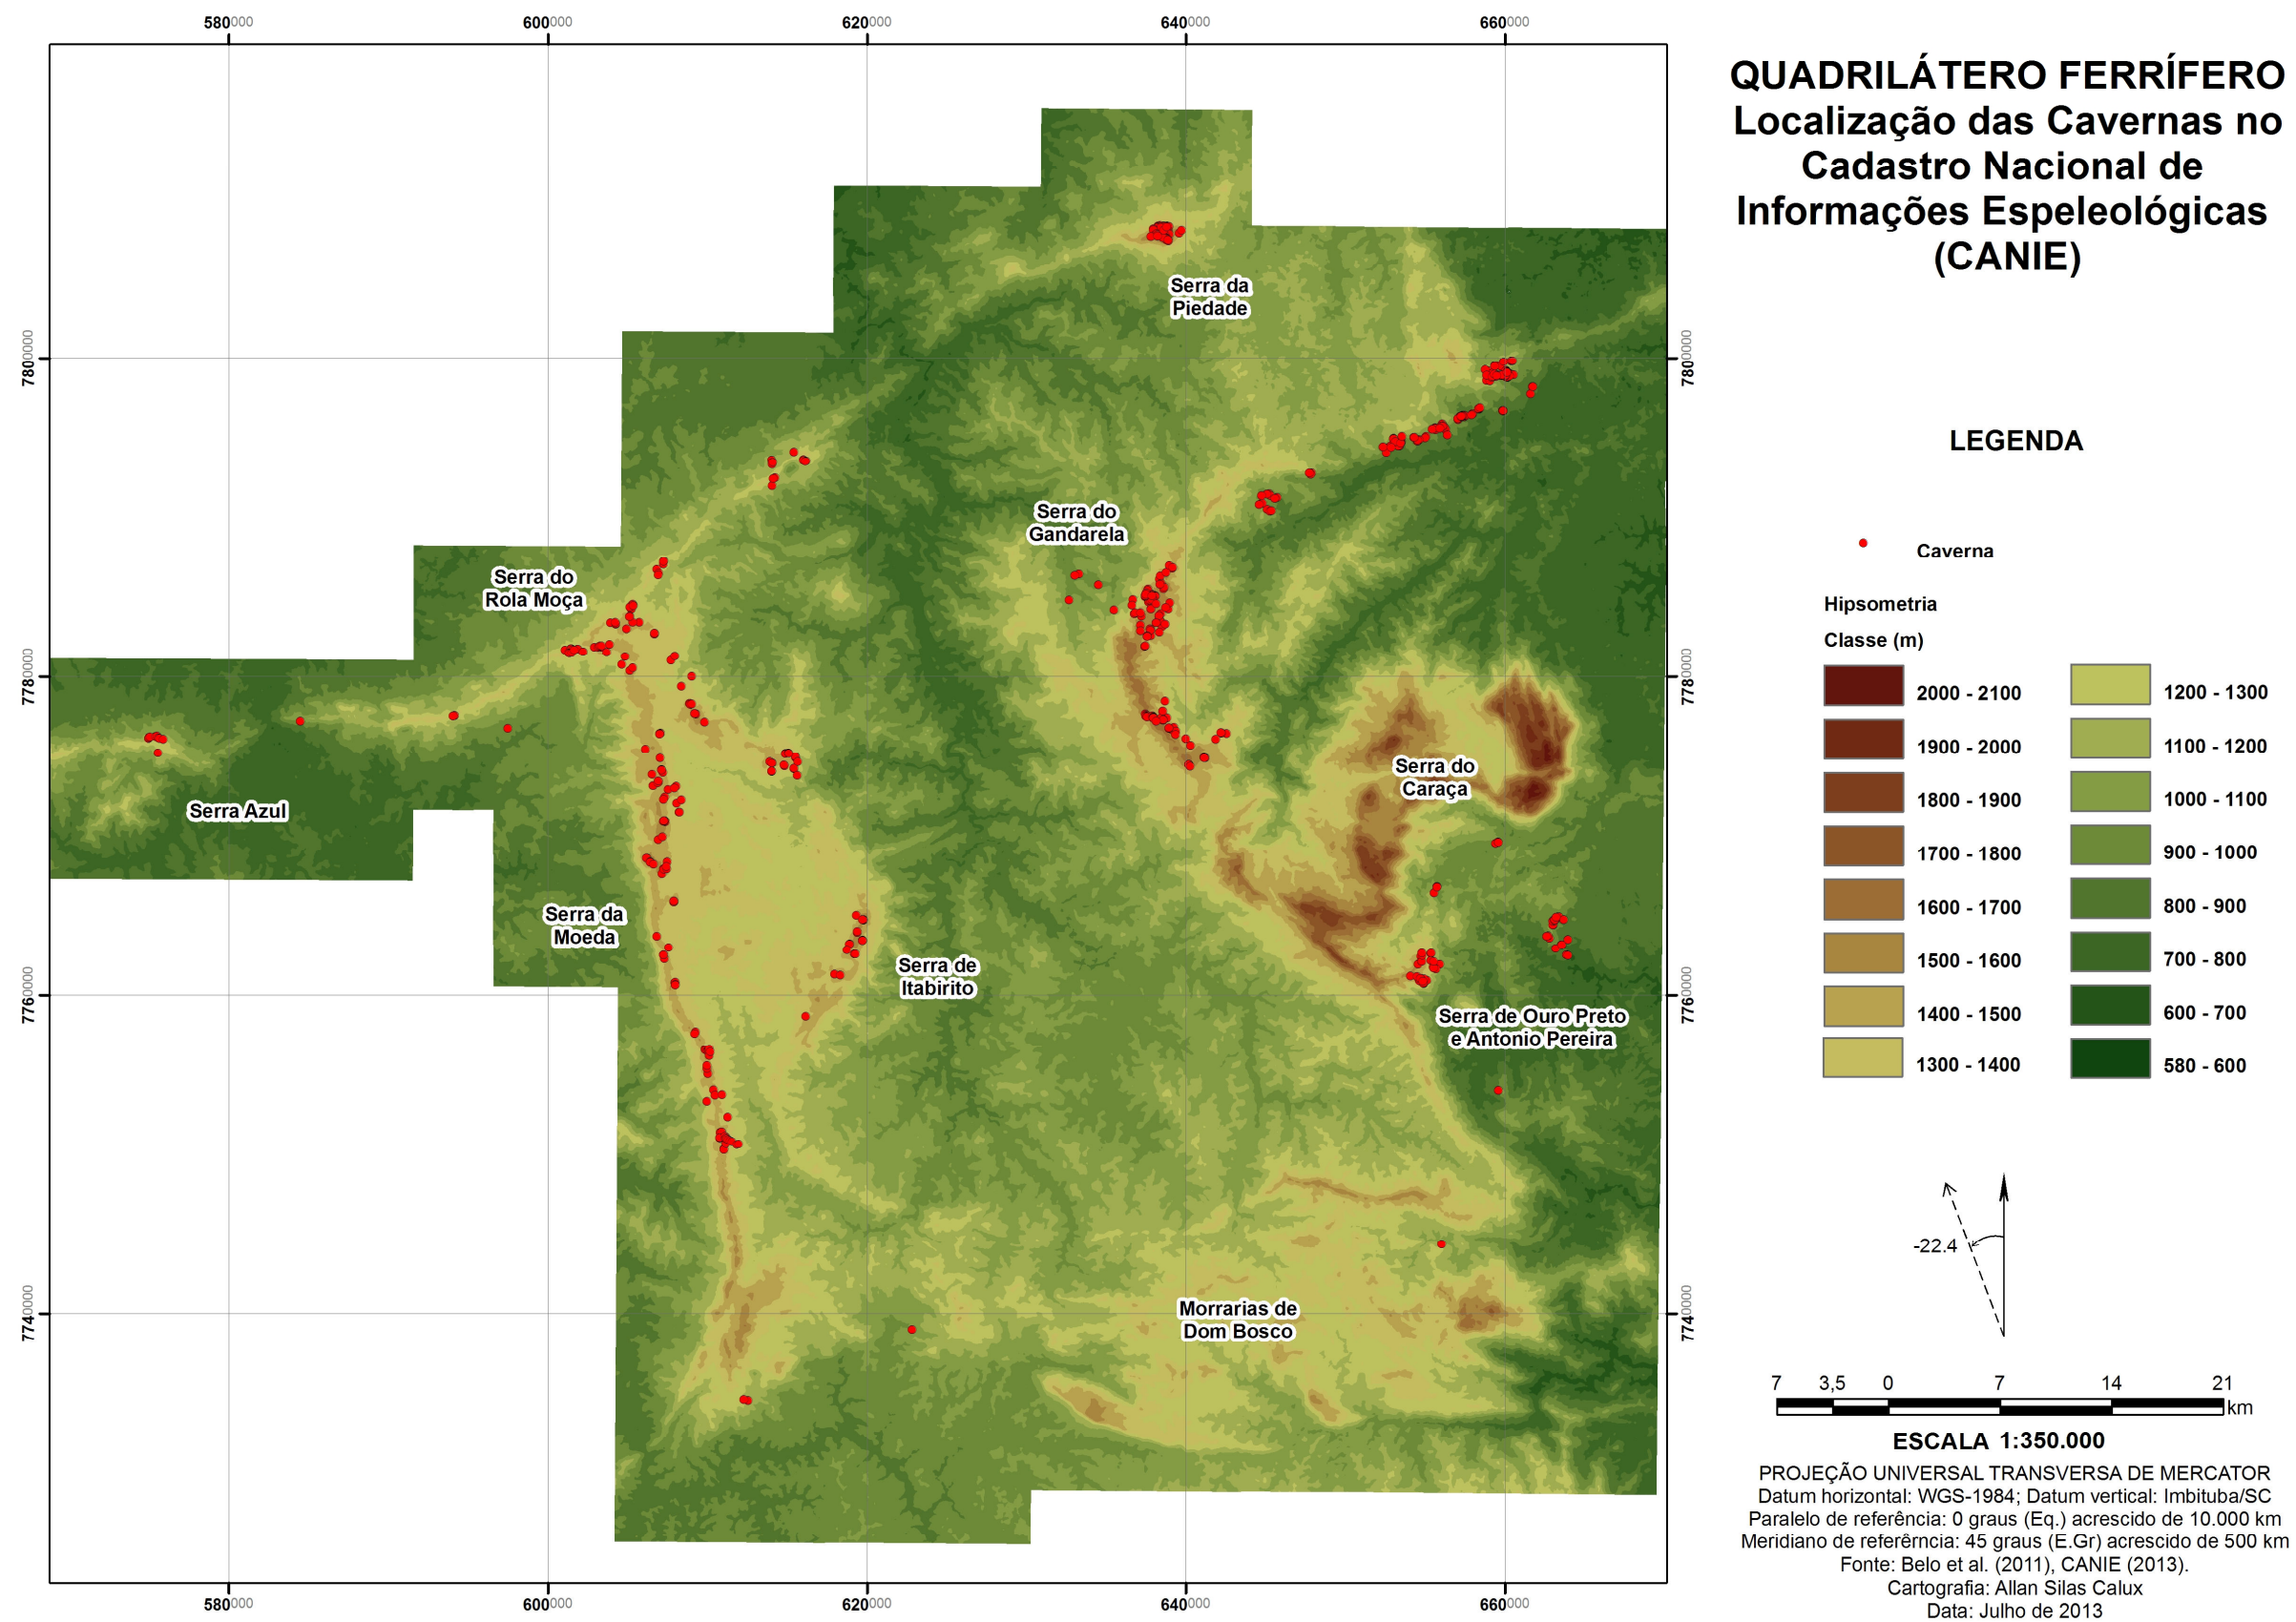 580000 600000 620000 640000 660000
QUADRILÁTERO FERRÍFERO
Localização das Cavernas no
Cadastro Nacional de
Informações Espeleológicas
(CANIE)
Serra da
Piedade
7800000 7800000
LEGENDA
Serra do
Gandarela
Caverna
Serra do
Rola Moça
Hipsometria
Classe (m)
7780000 7780000
2000 - 2100 1200 - 1300
1900 - 2000 1100 - 1200
Serra do
Caraça
1800 - 1900 1000 - 1100
Serra Azul
1700 - 1800 900 - 1000
1600 - 1700 800 - 900
Serra da
Moeda
1500 - 1600 700 - 800
Serra de
Itabirito
7760000 7760000
1400 - 1500 600 - 700
Serra de Ouro Preto
e Antonio Pereira
1300 - 1400 580 - 600
-22.4
7740000 7740000
Morrarias de
Dom Bosco
7 3,5 0 7 14 21
km
ESCALA 1:350.000
PROJEÇÃO UNIVERSAL TRANSVERSA DE MERCATOR
Datum horizontal: WGS-1984; Datum vertical: Imbituba/SC
Paralelo de referência: 0 graus (Eq.) acrescido de 10.000 km
Meridiano de referêrncia: 45 graus (E.Gr) acrescido de 500 km
Fonte: Belo et al. (2011), CANIE (2013).
Cartografia: Allan Silas Calux
Data: Julho de 2013
580000 600000 620000 640000 660000